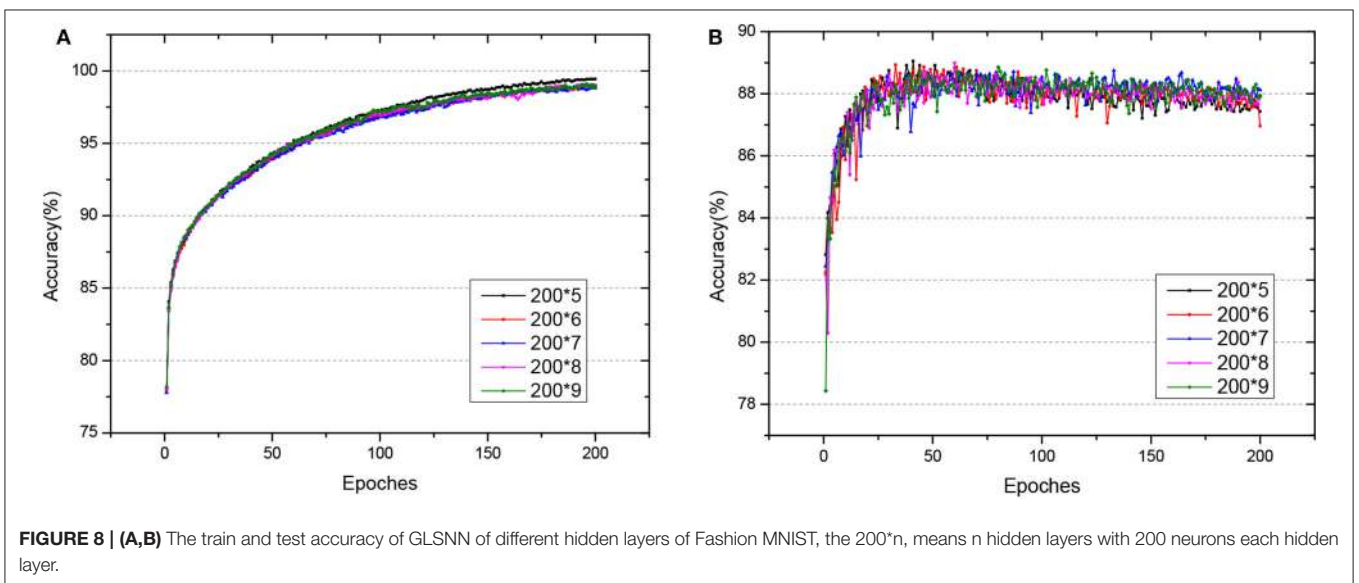 A
100
95
90
85
80
75
Accuracy(%)
0 50 100 150 200
Epoches
200*5
200*6
200*7
200*8
200*9
B
90
88
86
84
82
80
78
Accuracy(%)
0 50 100 150 200
Epoches
200*5
200*6
200*7
200*8
200*9
FIGURE 8 | (A,B) The train and test accuracy of GLSNN of different hidden layers of Fashion MNIST, the 200*n, means n hidden layers with 200 neurons each hidden
layer.